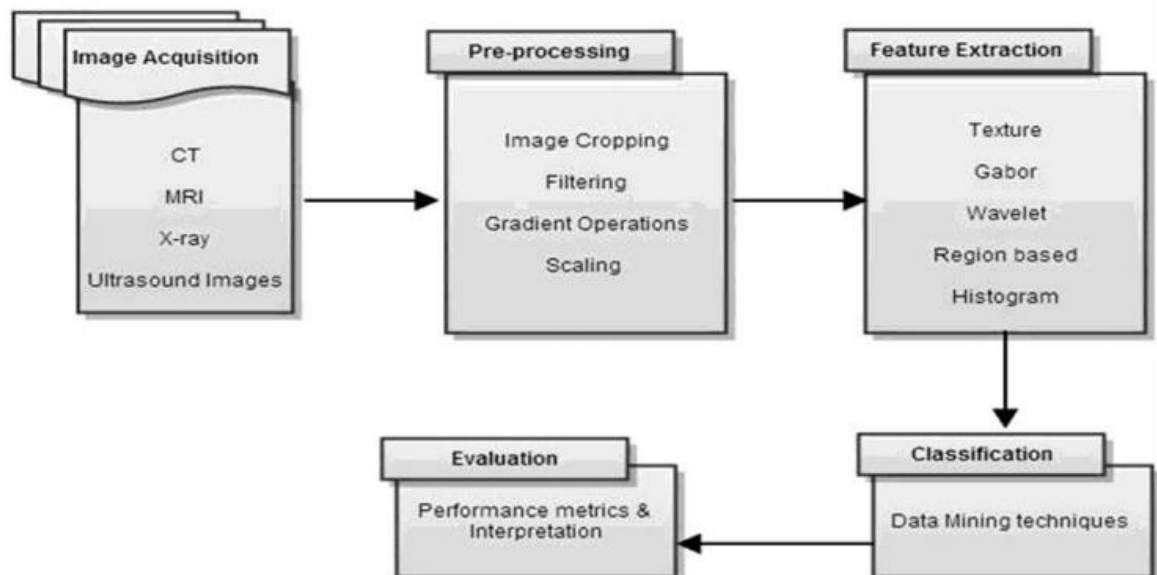 Image Acquisition
CT
MRI
X-ray
Ultrasound Images
Pre-processing
Image Cropping
Filtering
Gradient Operations
Scaling
Feature Extraction
Texture
Gabor
Wavelet
Region based
Histogram
Classification
Data Mining techniques
Evaluation
Performance metrics &
Interpretation